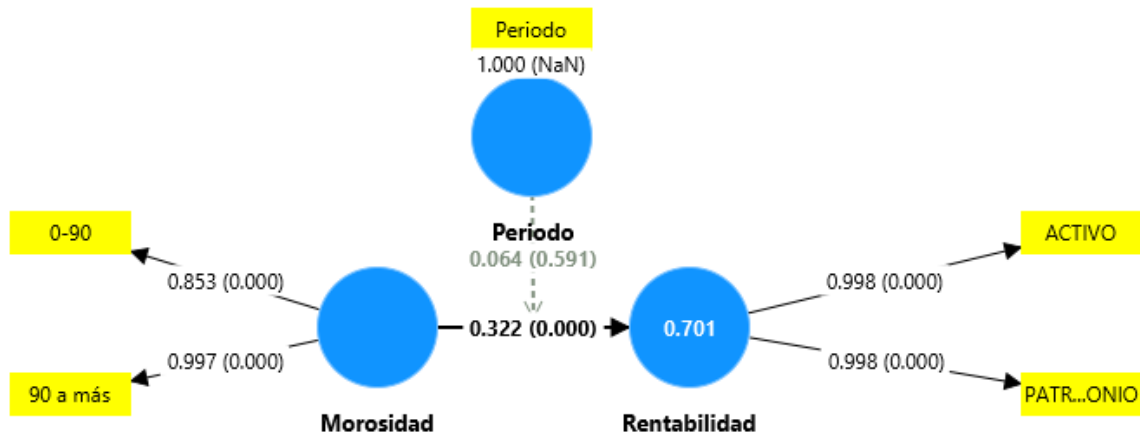 Periodo
1.000 (NaN)
Período
0.064 (0.591)
0-90
0.853 (0.000)
0.997 (0.000)
90 a más
Morosidad
0.322 (0.000)
0.701
Rentabilidad
ACTIVO
0.998 (0.000)
0.998 (0.000)
PATR...ONIO